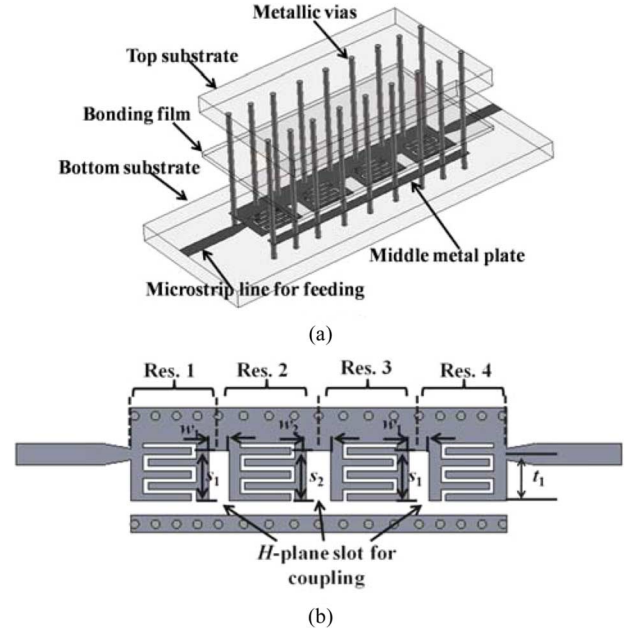 Metallic vias
Top substrate
Bonding film
Bottom substrate
Middle metal plate
Microstrip line for feeding
(a)
Res. 1 Res. 2 Res. 3 Res. 4
w1 w2 w1
s1 s2 s1 t1
H-plane slot for
coupling
(b)